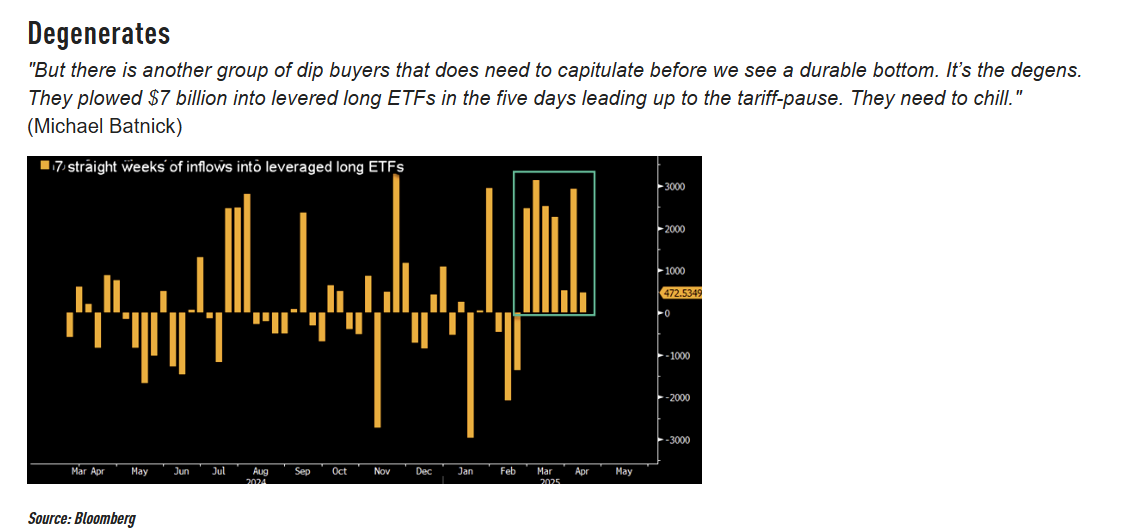 Degenerates
"But there is another group of dip buyers that does need to capitulate before we see a durable bottom. It’s the degens.
They plowed $7 billion into levered long ETFs in the five days leading up to the tariff-pause. They need to chill."
(Michael Batnick)
7 straight weeks of inflows into leveraged long ETFs
3000
2000
1000
472.5349
0
-1000
-2000
-3000
Mar Apr May Jun Jul Aug Sep Oct Nov Dec Jan Feb Mar Apr May
2024 2025
Source: Bloomberg